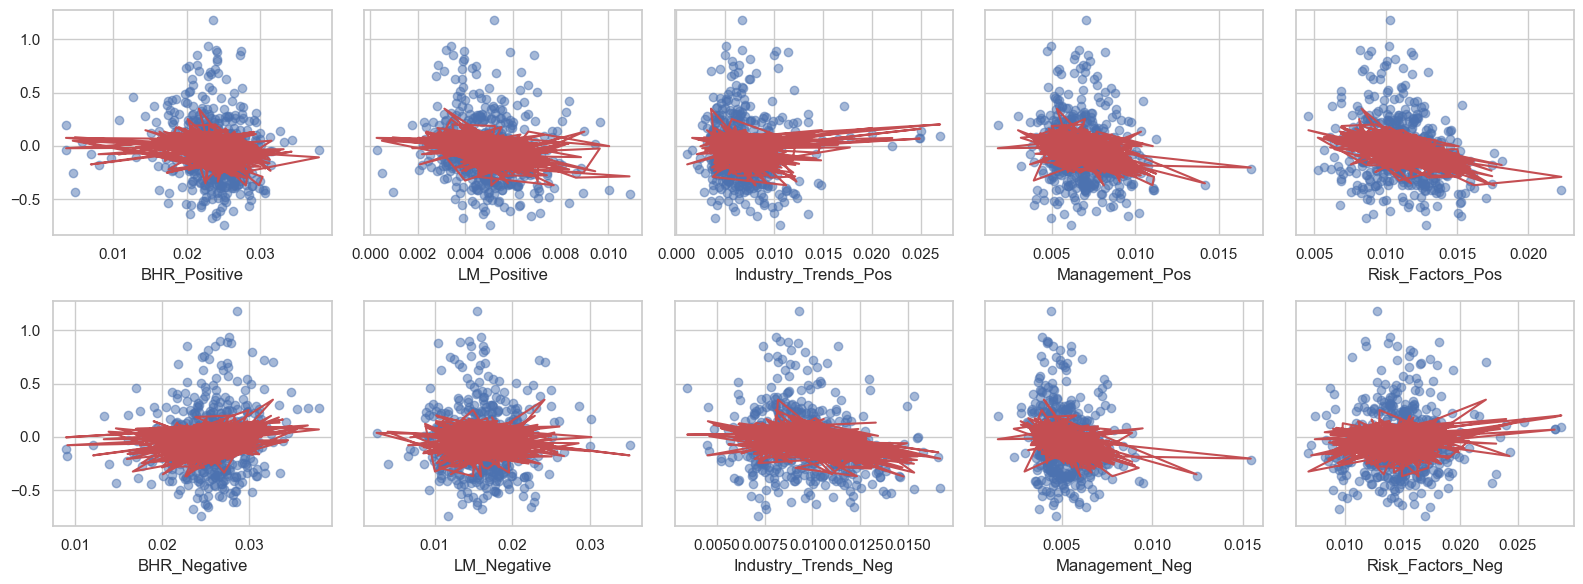 1.0
0.5
0.0
−0.5
0.01 0.02 0.03
BHR_Positive
0.000 0.002 0.004 0.006 0.008 0.010
LM_Positive
0.000 0.005 0.010 0.015 0.020 0.025
Industry_Trends_Pos
0.005 0.010 0.015
Management_Pos
0.005 0.010 0.015 0.020
Risk_Factors_Pos
1.0
0.5
0.0
−0.5
0.01 0.02 0.03
BHR_Negative
0.01 0.02 0.03
LM_Negative
0.0050 0.0075 0.0100 0.0125 0.0150
Industry_Trends_Neg
0.005 0.010 0.015
Management_Neg
0.010 0.015 0.020 0.025
Risk_Factors_Neg